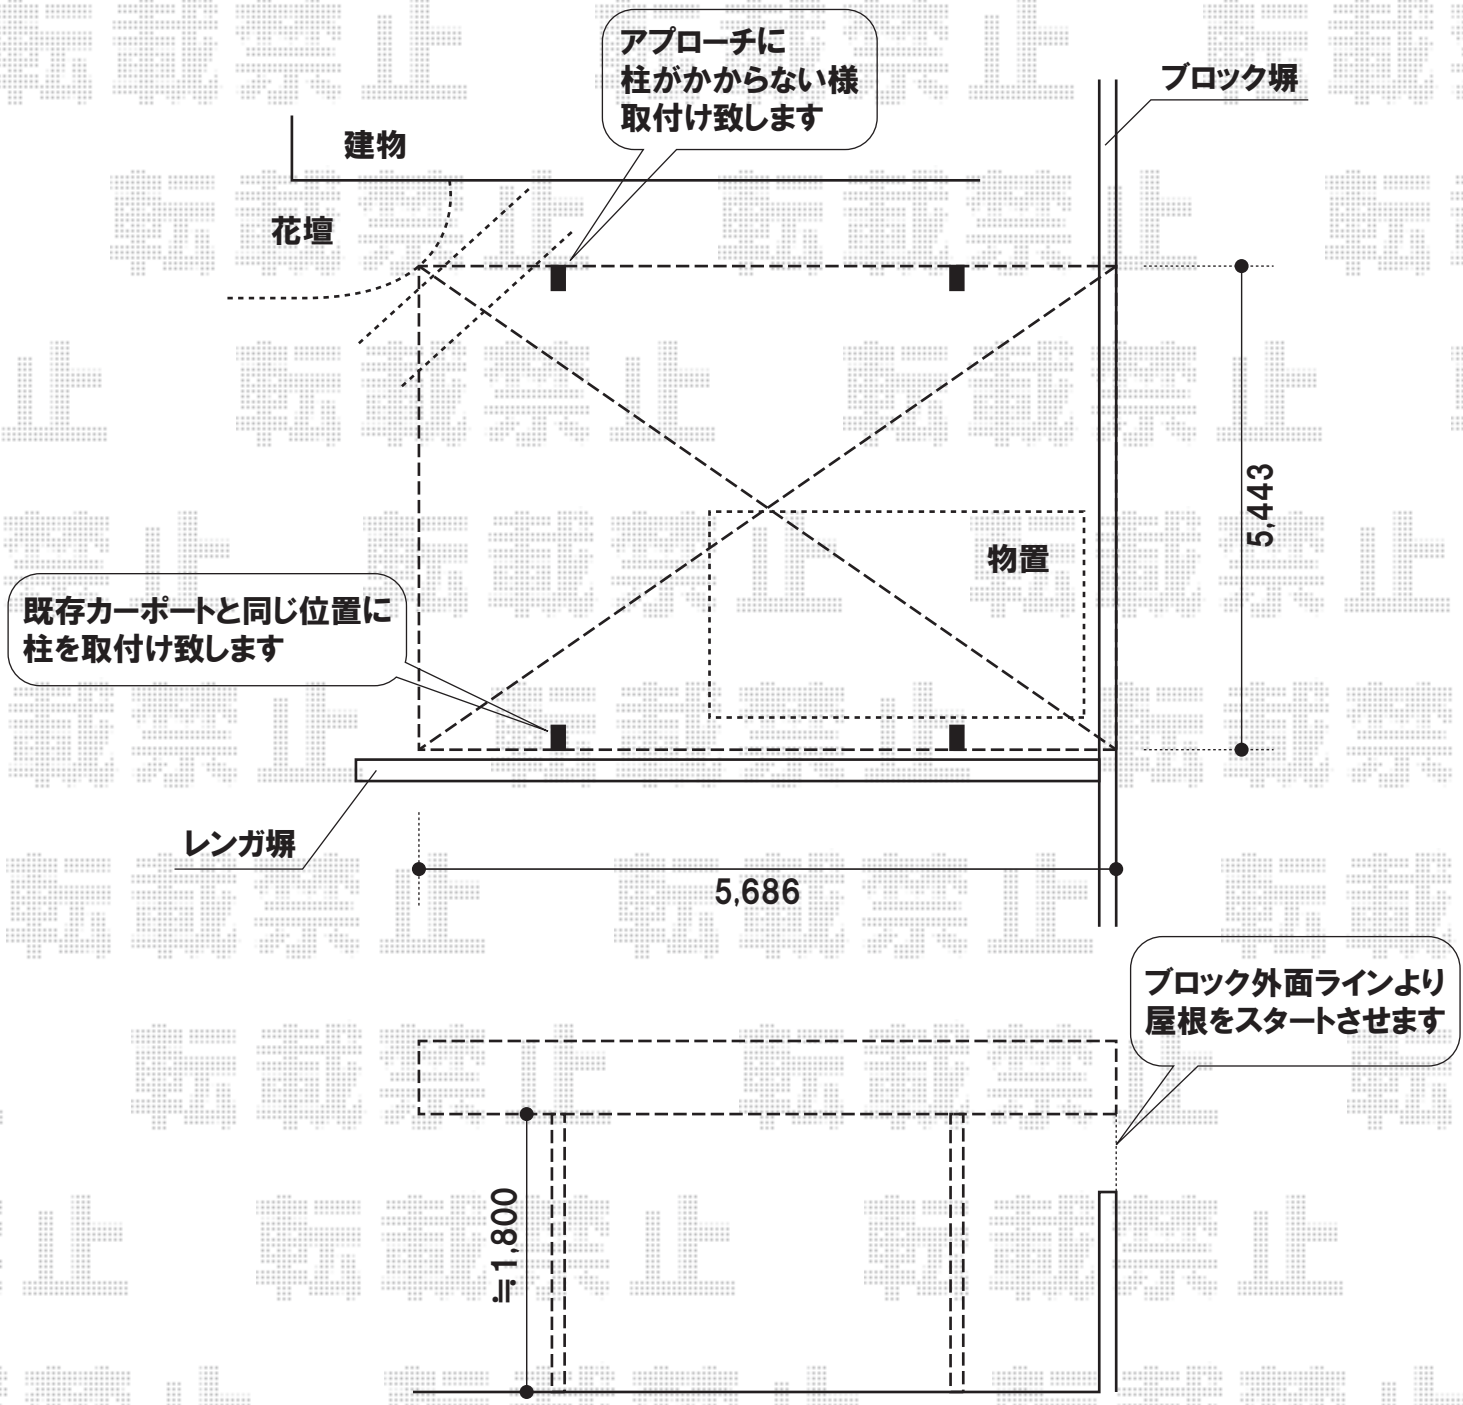 アプローチに
柱がかからない様
取付け致します
ブロック塀
建物
花壇
5,443
物置
既存カーポートと同じ位置に
柱を取付け致します
レンガ塀
5,686
ブロック外面ラインより
屋根をスタートさせます
≒1,800
転載禁止